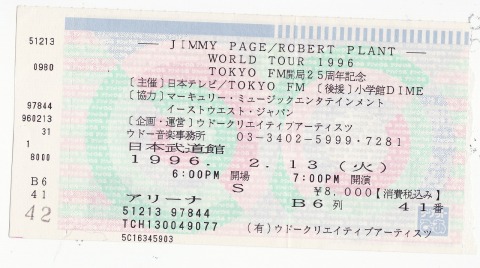 51213
0980
97844
960213
31
1
8000
B6
41
42
— JIMMY PAGE/ROBERT PLANT —
WORLD TOUR 1996
TOKYO FM開局25周年記念
〔主催〕日本テレビ/TOKYO FM 〔後援〕小学館DIME
〔協力〕マーキュリー・ミュージックエンタテインメント
イーストウエスト・ジャパン
〔企画・運営〕ウドークリエイティブアーティスツ
ウドー音楽事務所 03-3402-5999・7281
日本武道館
1996. 2.13(火)
6:00PM 開場 7:00PM 開演
S ¥8,000【消費税込み】
アリーナ B6列 41番
51213 97844
TCH130049077
(有)ウドークリエイティブアーティスツ
5C16345903